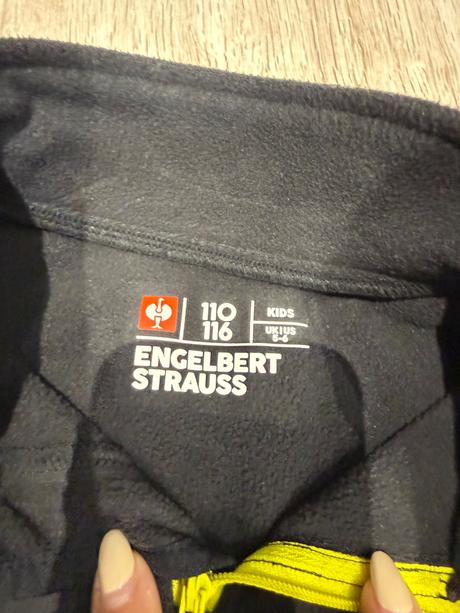 110
116
KIDS
UK|US
5-6
ENGELBERT
STRAUSS